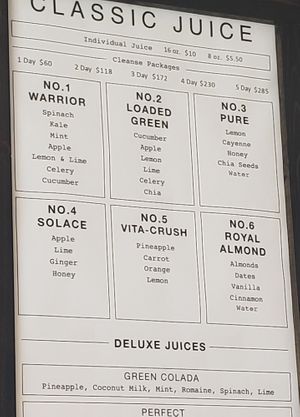 CLASSIC JUICE
Individual Juice 16 oz. $10 8 oz. $5.50
Cleanse Packages
1 Day $60 2 Day $118 3 Day $172 4 Day $230 5 Day $285
NO.1
WARRIOR
Spinach
Kale
Mint
Apple
Lemon & Lime
Celery
Cucumber
NO.2
LOADED
GREEN
Cucumber
Apple
Lemon
Lime
Celery
Chia
NO.3
PURE
Lemon
Cayenne
Honey
Chia Seeds
Water
NO.4
SOLACE
Apple
Lime
Ginger
Honey
NO.5
VITA-CRUSH
Pineapple
Carrot
Orange
Lemon
NO.6
ROYAL
ALMOND
Almonds
Dates
Vanilla
Cinnamon
Water
DELUXE JUICES
GREEN COLADA
Pineapple, Coconut Milk, Mint, Romaine, Spinach, Lime
PERFECT